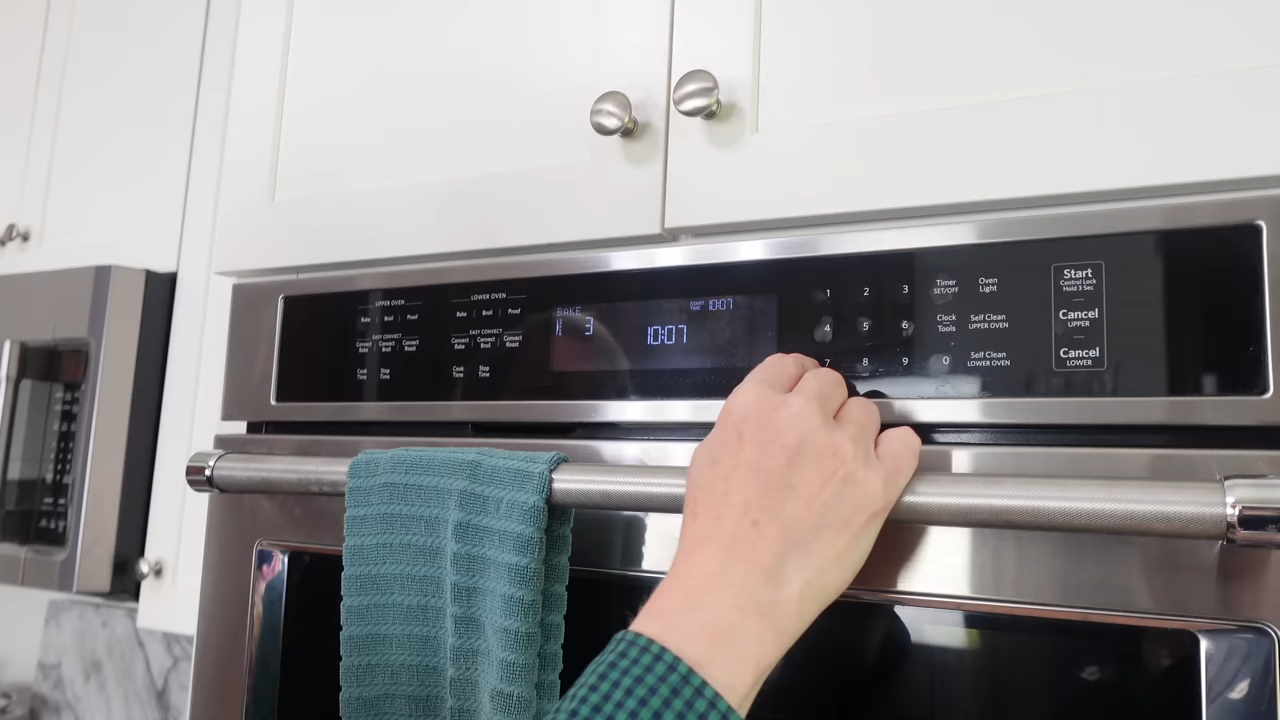 UPPER OVEN
Bake | Broil | Proof
EASY CONVECT
Convect Bake | Convect Broil | Convect Roast
Cook Time | Stop Time
LOWER OVEN
Bake | Broil | Proof
EASY CONVECT
Convect Bake | Convect Broil | Convect Roast
Cook Time | Stop Time
BAKE
3
START TIME 10:07
10:07
1 2 3
4 5 6
7 8 9
Timer
SET/OFF
Oven
Light
Clock
Tools
Self Clean
UPPER OVEN
0
Self Clean
LOWER OVEN
Start
Control Lock
Hold 3 Sec
Cancel
UPPER
Cancel
LOWER